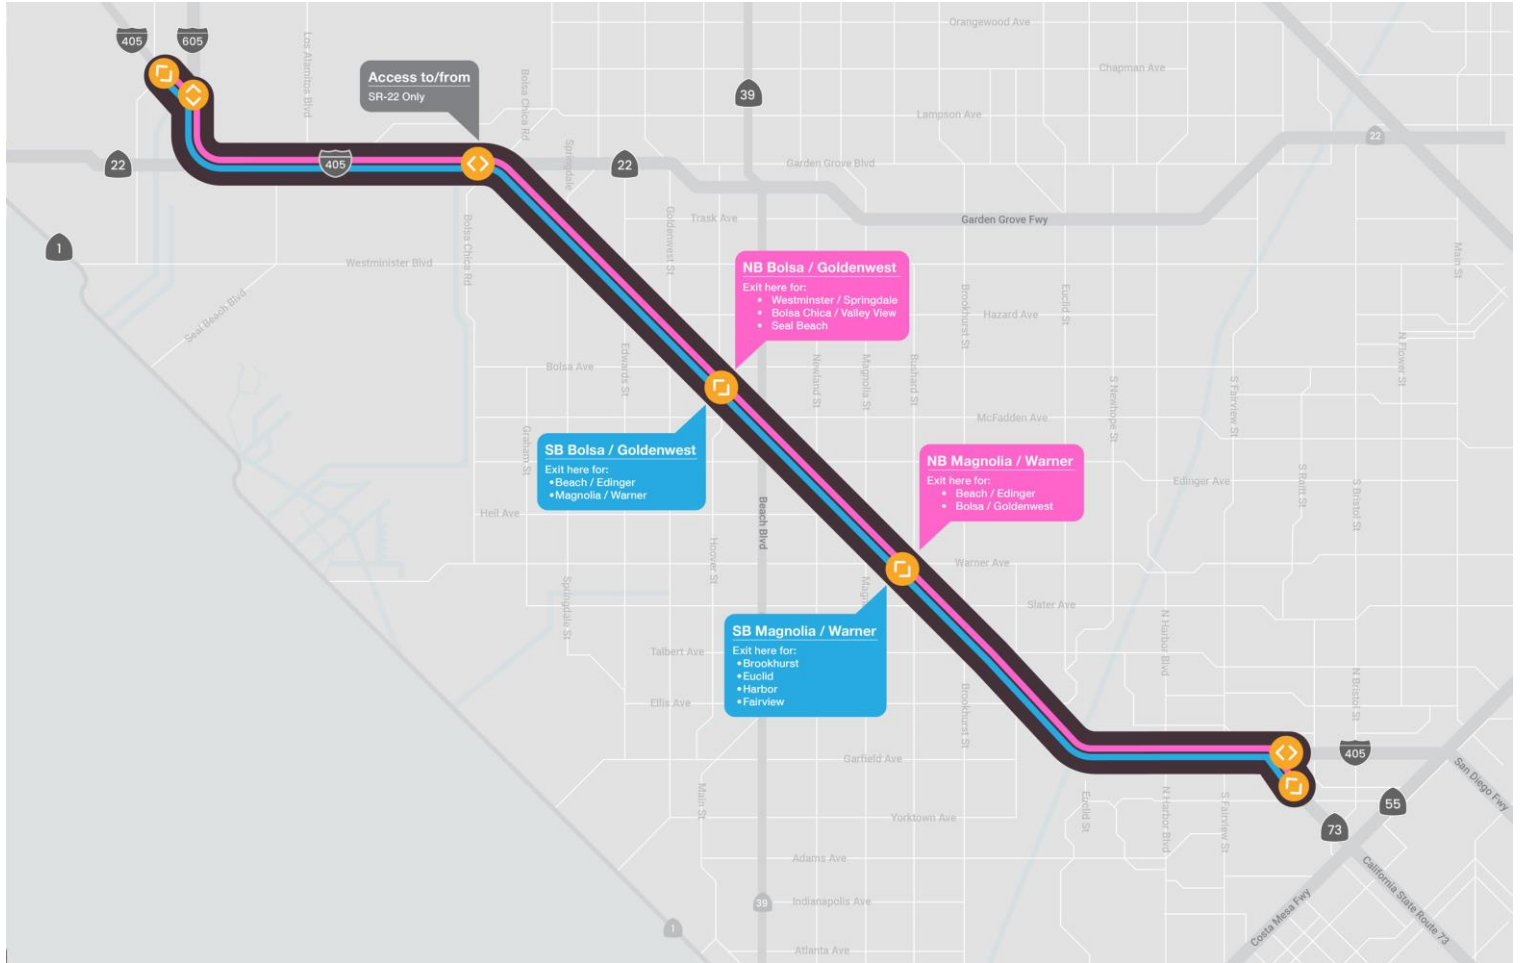 405
605
Los Alamitos Blvd
Access to/from
SR-22 Only
Bolsa Chica Rd
Orangewood Ave
Chapman Ave
39
Lampson Ave
22
22
405
Springdale
22
Garden Grove Blvd
Trask Ave
Garden Grove Fwy
Goldenwest St
Bolsa Chica Rd
1
Westminister Blvd
Main St
Seal Beach Blvd
NB Bolsa / Goldenwest
Exit here for:
• Westminster / Springdale
• Bolsa Chica / Valley View
• Seal Beach
Brookhurst St
Euclid St
Hazard Ave
N Flower St
Bolsa Ave
Edwards St
Newland St
Magnolia St
Bushard St
S Newhope St
S Fairview St
McFadden Ave
Graham St
SB Bolsa / Goldenwest
Exit here for:
•Beach / Edinger
•Magnolia / Warner
NB Magnolia / Warner
Exit here for:
• Beach / Edinger
• Bolsa / Goldenwest
Edinger Ave
S Bristol St
Heil Ave
Beach Blvd
Hoover St
Warner Ave
Springdale St
Slater Ave
SB Magnolia / Warner
Exit here for:
•Brookhurst
•Euclid
•Harbor
•Fairview
N Harbor Blvd
Talbert Ave
Ellis Ave
Brookhurst St
N Bristol St
Garfield Ave
405
San Diego Fwy
Main St
Yorktown Ave
Euclid St
N Harbor Blvd
S Fairview St
55
73
Adams Ave
39
Indianapolis Ave
1
Atlanta Ave
Costa Mesa Fwy
California State Route 73